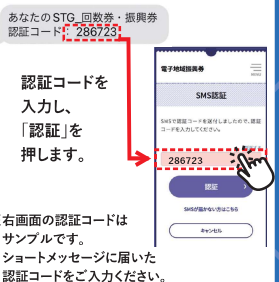 あなたのSTG_回数券・振興券
認証コード: 286723
認証コードを
入力し、
「認証」を
押します。
電子地域振興券
MENU
SMS認証
SMSで認証コードを送付しましたので、認証
コードを入力してください。
286723
認証
SMSが届かない方はこちら
キャンセル
右画面の認証コードは
サンプルです。
ショートメッセージに届いた
認証コードをご入力ください。